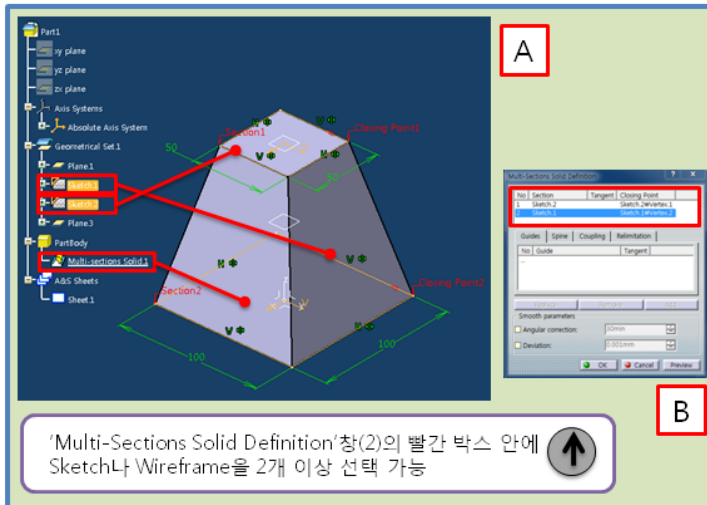 Part1
xy plane
yz plane
zx plane
Axis Systems
Absolute Axis System
Geometrical Set.1
Plane.1
Sketch.1
Sketch.2
Plane.3
PartBody
Multi-sections Solid.1
A&S Sheets
Sheet.1
A
Section1
Closing Point1
50
50
H
V
Section2
Closing Point2
100
100
Multi-Sections Solid Definition
No Section Tangent Closing Point
1 Sketch.2 Sketch.2#Vertex.1
2 Sketch.1 Sketch.1#Vertex.2
Guides Spine Coupling Relimitation
No Guide Tangent
...
Replace Remove Add
Smooth parameters
Angular correction: 30min
Deviation: 0.001mm
OK Cancel Preview
B
'Multi-Sections Solid Definition'창(2)의 빨간 박스 안에
Sketch나 Wireframe을 2개 이상 선택 가능